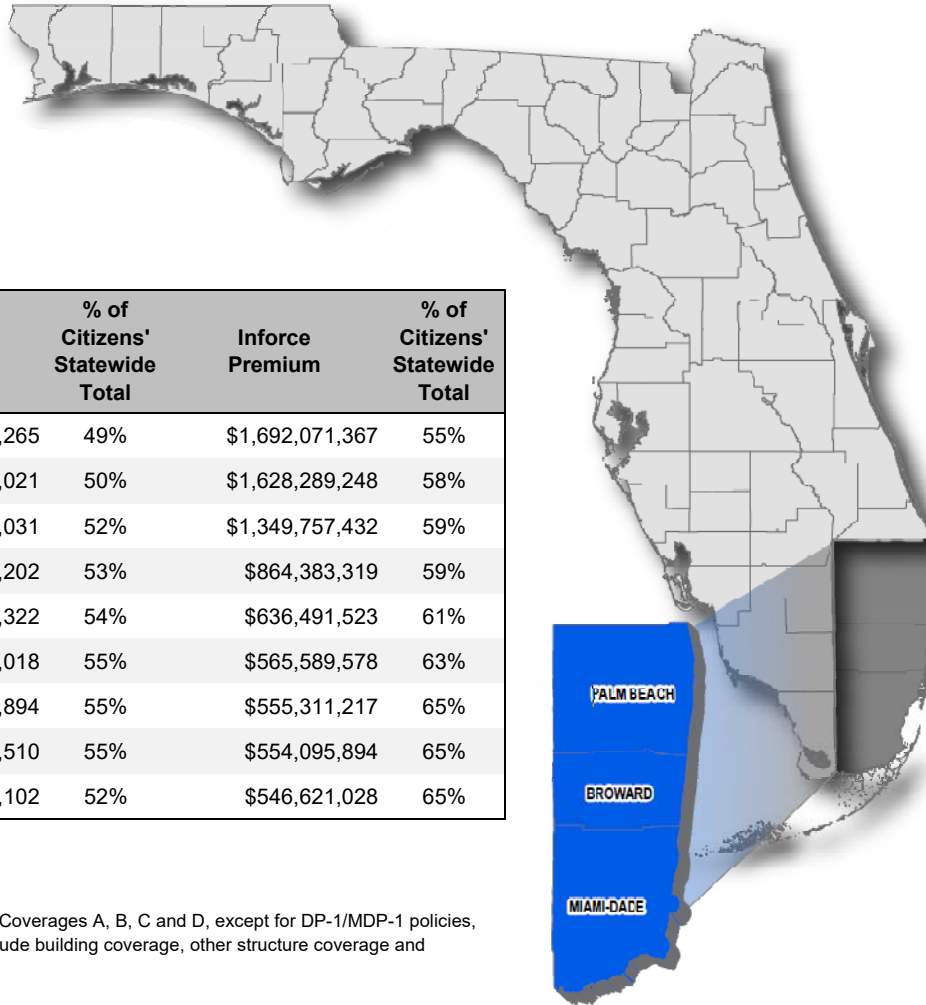 % of Citizens' Statewide Total Inforce Premium % of Citizens' Statewide Total
,265 49% $1,692,071,367 55%
,021 50% $1,628,289,248 58%
,031 52% $1,349,757,432 59%
,202 53% $864,383,319 59%
,322 54% $636,491,523 61%
,018 55% $565,589,578 63%
,894 55% $555,311,217 65%
,510 55% $554,095,894 65%
,102 52% $546,621,028 65%
PALM BEACH
BROWARD
MIAMI-DADE
Coverages A, B, C and D, except for DP-1/MDP-1 policies,
ude building coverage, other structure coverage and